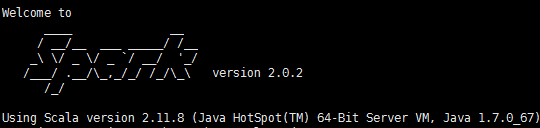 Welcome to
Spark version 2.0.2
Using Scala version 2.11.8 (Java HotSpot(TM) 64-Bit Server VM, Java 1.7.0_67)